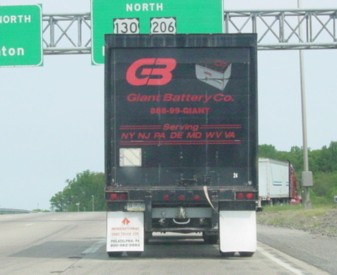 NORTH
NORTH
130 206
GB
Giant Battery Co.
888-99-GIANT
Serving
NY NJ PA DE MD WV VA